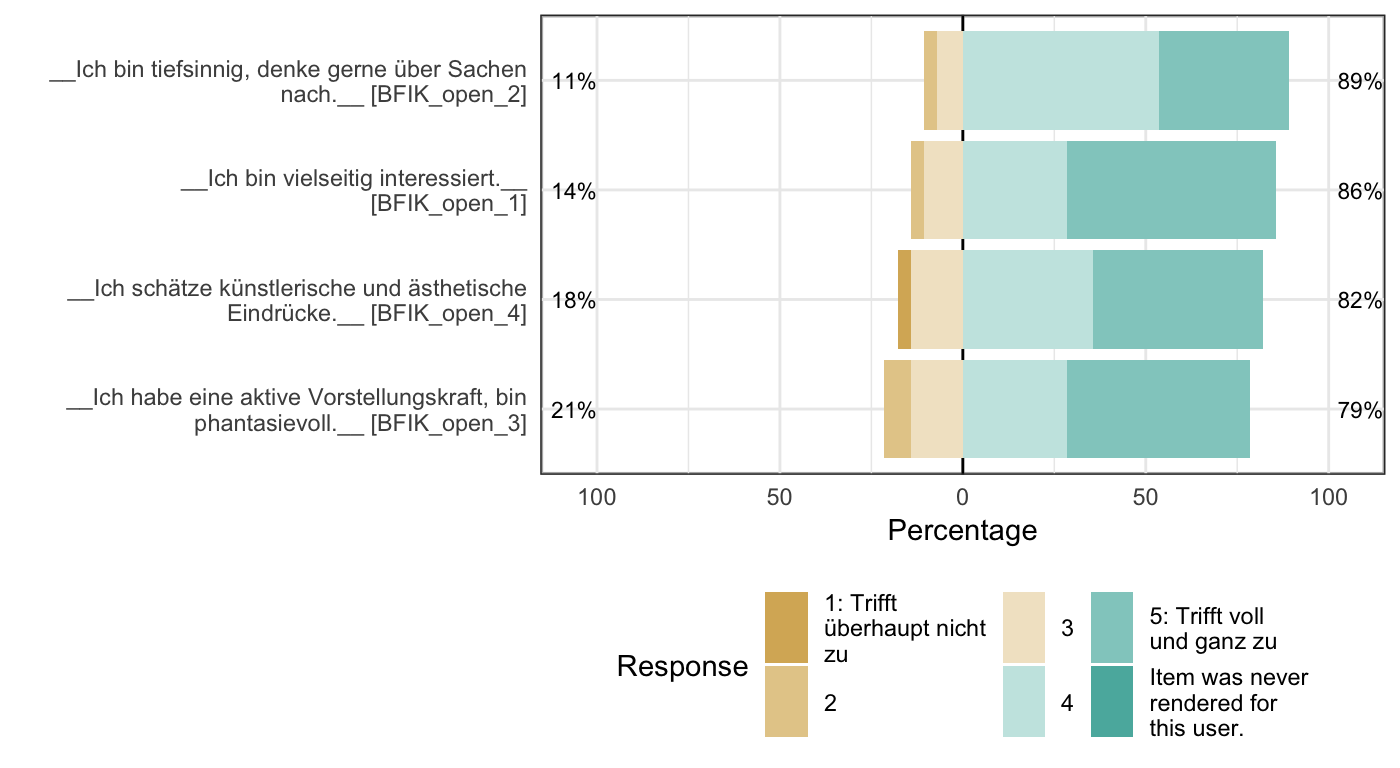 __Ich bin tiefsinnig, denke gerne über Sachen
nach.__ [BFIK_open_2]
11%
89%
__Ich bin vielseitig interessiert.__
[BFIK_open_1]
14%
86%
__Ich schätze künstlerische und ästhetische
Eindrücke.__ [BFIK_open_4]
18%
82%
__Ich habe eine aktive Vorstellungskraft, bin
phantasievoll.__ [BFIK_open_3]
21%
79%
100 50 0 50 100
Percentage
Response
1: Trifft
überhaupt nicht
zu
2
3
4
5: Trifft voll
und ganz zu
Item was never
rendered for
this user.